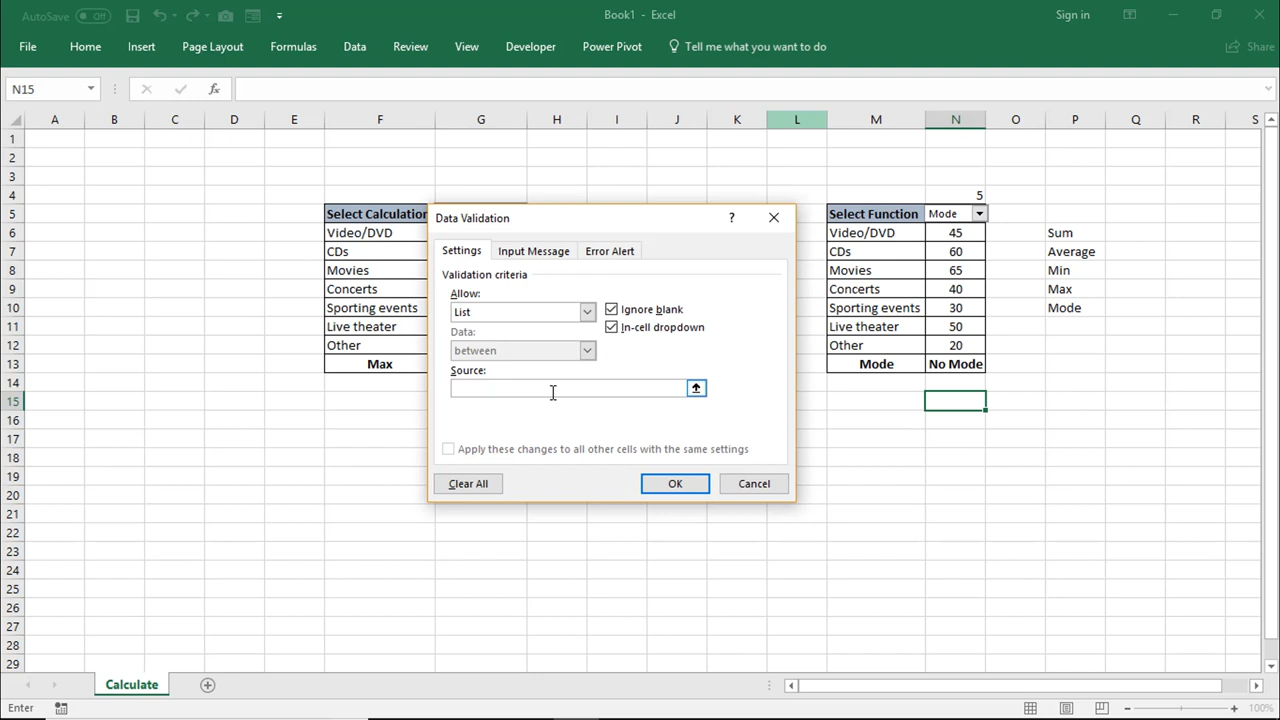 AutoSave Off
Book1 - Excel
Sign in
File Home Insert Page Layout Formulas Data Review View Developer Power Pivot Tell me what you want to do Share
N15
fx
A B C D E F G H I J K L M N O P Q R S
1
2
3
4 5
5 Select Calculation Select Function Mode
6 Video/DVD Video/DVD 45 Sum
7 CDs CDs 60 Average
8 Movies Movies 65 Min
9 Concerts Concerts 40 Max
10 Sporting events Sporting events 30 Mode
11 Live theater Live theater 50
12 Other Other 20
13 Max Mode No Mode
14
15
16
17
18
19
20
21
22
23
24
25
26
27
28
29
Data Validation ?
Settings Input Message Error Alert
Validation criteria
Allow:
List Ignore blank
Data: In-cell dropdown
between
Source:
Apply these changes to all other cells with the same settings
Clear All OK Cancel
Calculate
Enter 100%